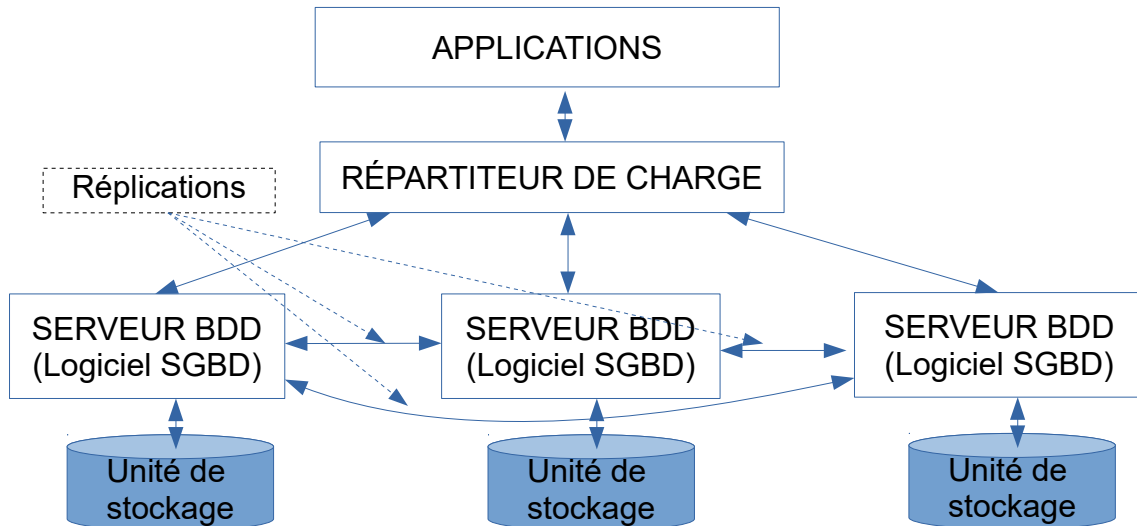 APPLICATIONS
RÉPARTITEUR DE CHARGE
Réplications
SERVEUR BDD
(Logiciel SGBD)
SERVEUR BDD
(Logiciel SGBD)
SERVEUR BDD
(Logiciel SGBD)
Unité de
stockage
Unité de
stockage
Unité de
stockage